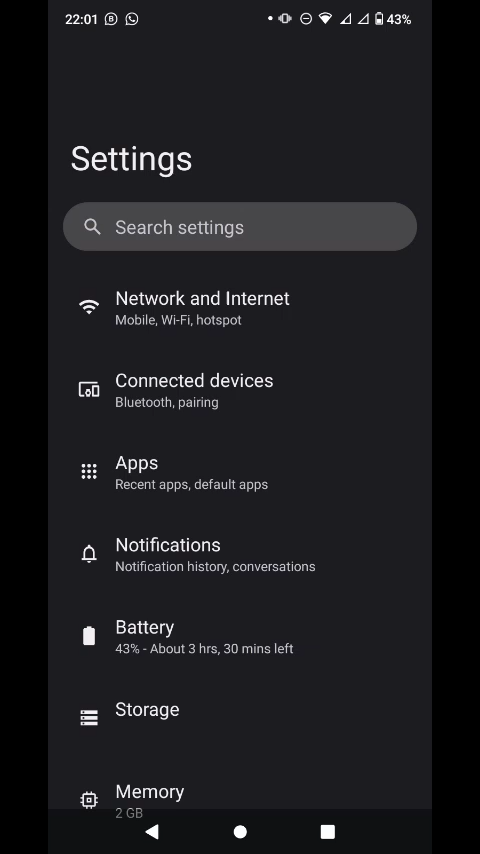 22:01 43%
Settings
Search settings
Network and Internet
Mobile, Wi-Fi, hotspot
Connected devices
Bluetooth, pairing
Apps
Recent apps, default apps
Notifications
Notification history, conversations
Battery
43% - About 3 hrs, 30 mins left
Storage
Memory
2 GB